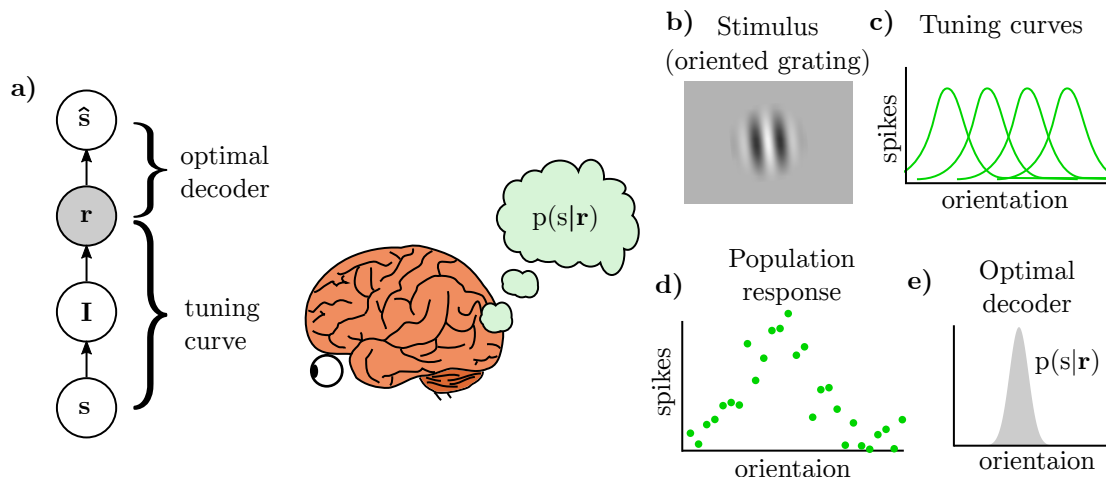 a)
ŝ
r
I
s
optimal
decoder
tuning
curve
p(s|r)
b)
Stimulus
(oriented grating)
c)
Tuning curves
spikes
orientation
d)
Population
response
spikes
orientaion
e)
Optimal
decoder
p(s|r)
orientaion